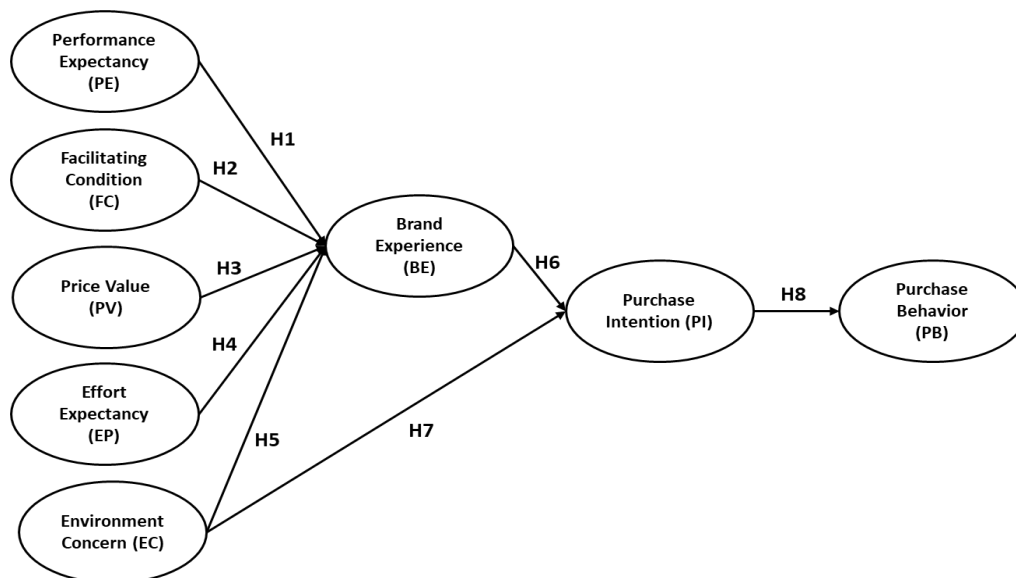 Performance
Expectancy
(PE)
H1
Facilitating
Condition
(FC)
H2
Price Value
(PV)
H3
Effort
Expectancy
(EP)
H4
Environment
Concern (EC)
H5
Brand
Experience
(BE)
H6
H7
Purchase
Intention (PI)
H8
Purchase
Behavior
(PB)